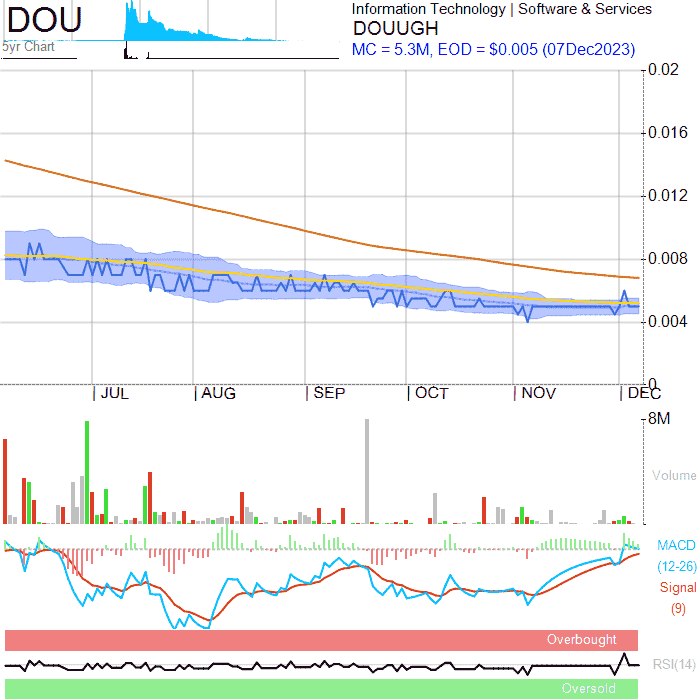 DOU
5yr Chart
Information Technology | Software & Services
DOUUGH
MC = 5.3M, EOD = $0.005 (07Dec2023)
0.02
0.016
0.012
0.008
0.004
0
JUL AUG SEP OCT NOV DEC
8M
Volume
MACD
(12-26)
Signal
(9)
Overbought
RSI(14)
Oversold